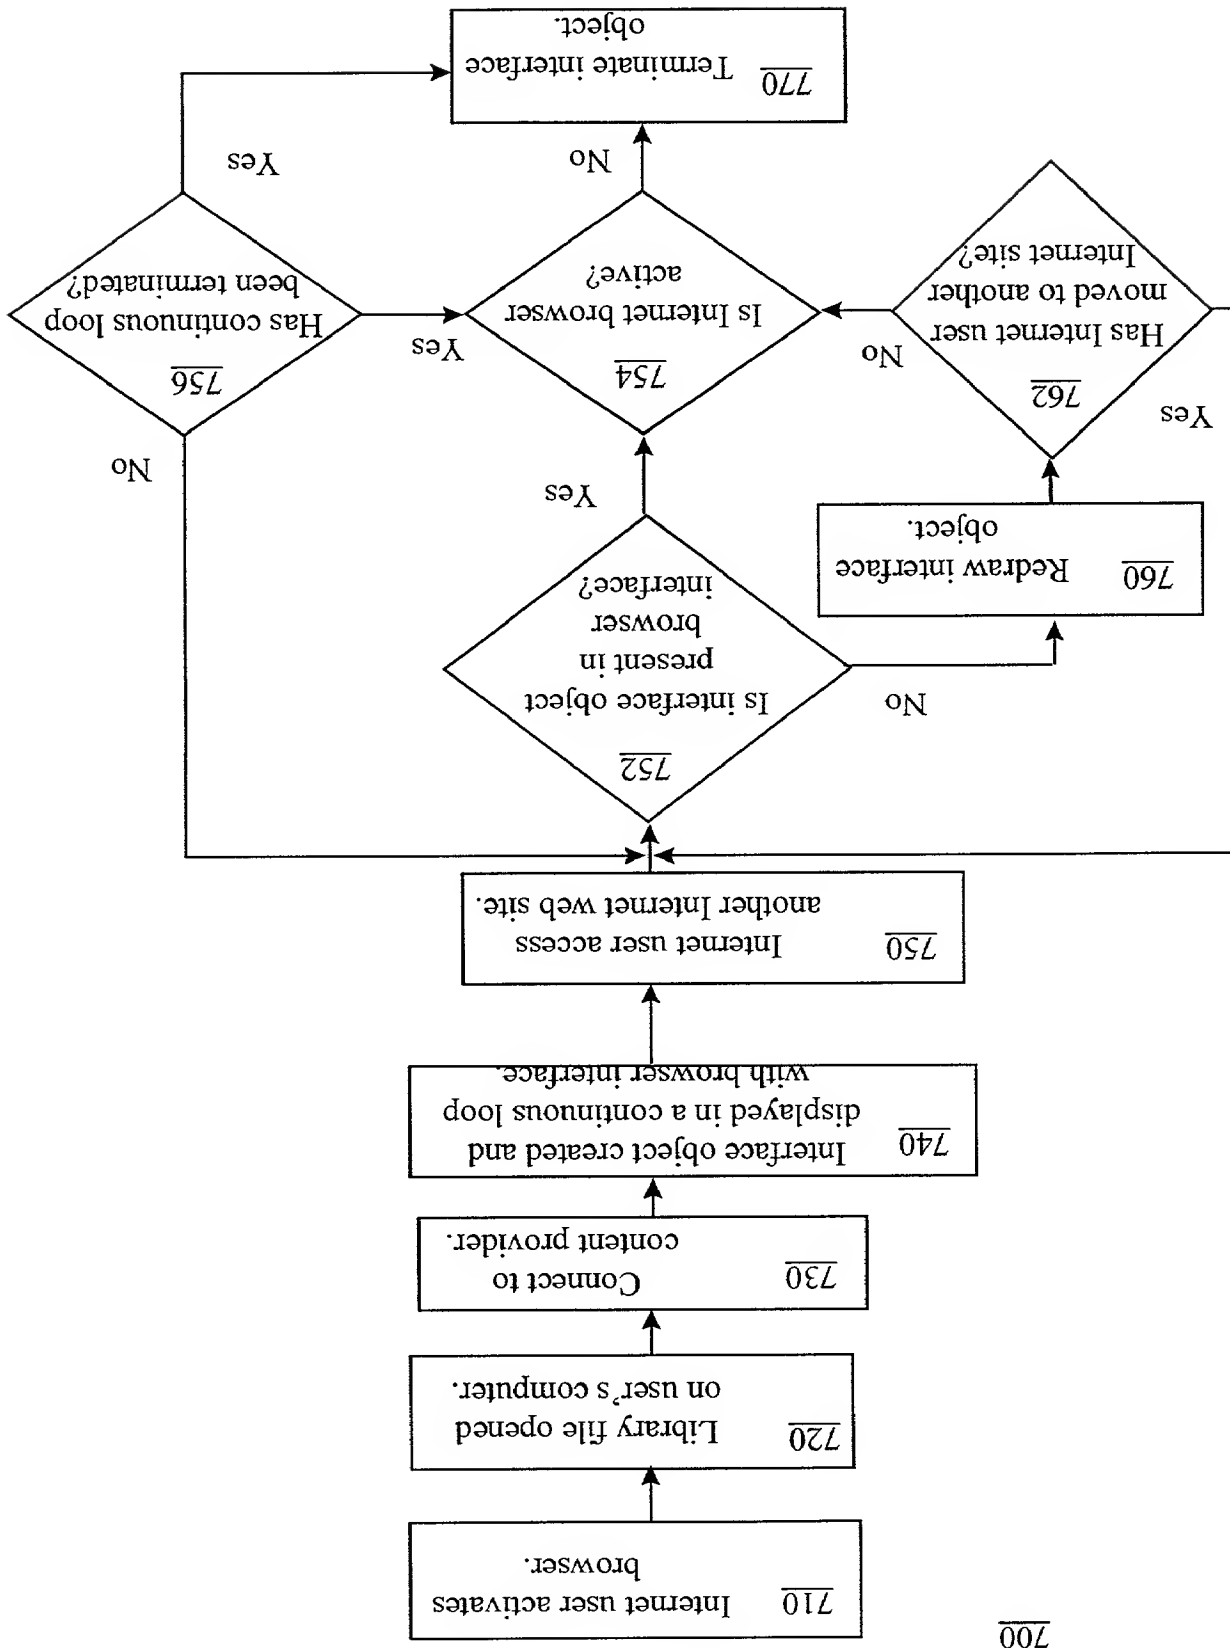 700
710
Internet user activates
browser.
720
Library file opened
on user's computer.
730
Connect to
content provider.
740
Interface object created and
displayed in a continuous loop
with browser interface.
750
Internet user access
another Internet web site.
752
Is interface object
present in
browser
interface?
No
Yes
760
Redraw interface
object.
762
Has Internet user
moved to another
Internet site?
Yes
No
754
Is Internet browser
active?
Yes
No
756
Has continuous loop
been terminated?
No
Yes
770
Terminate interface
object.